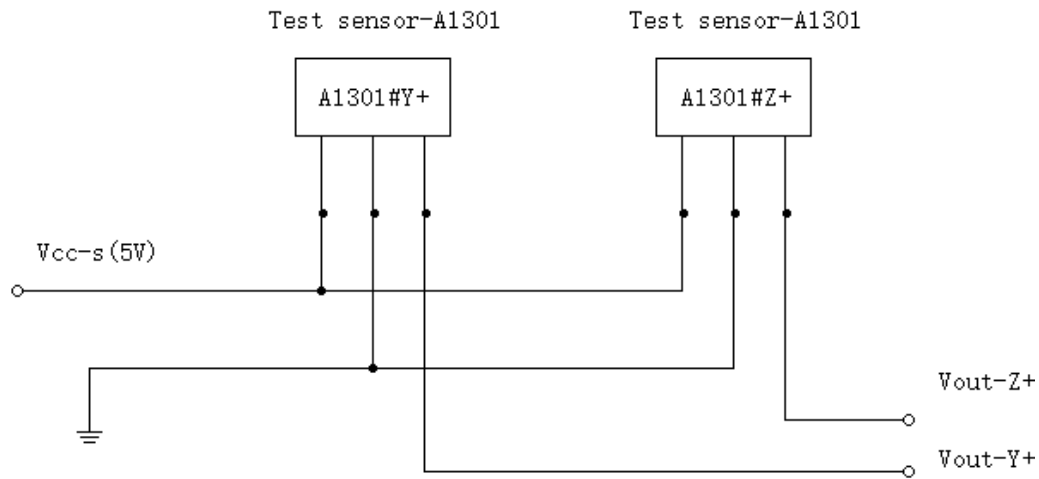 Test sensor-A1301
Test sensor-A1301
A1301#Y+
A1301#Z+
Vcc-s(5V)
Vout-Z+
Vout-Y+